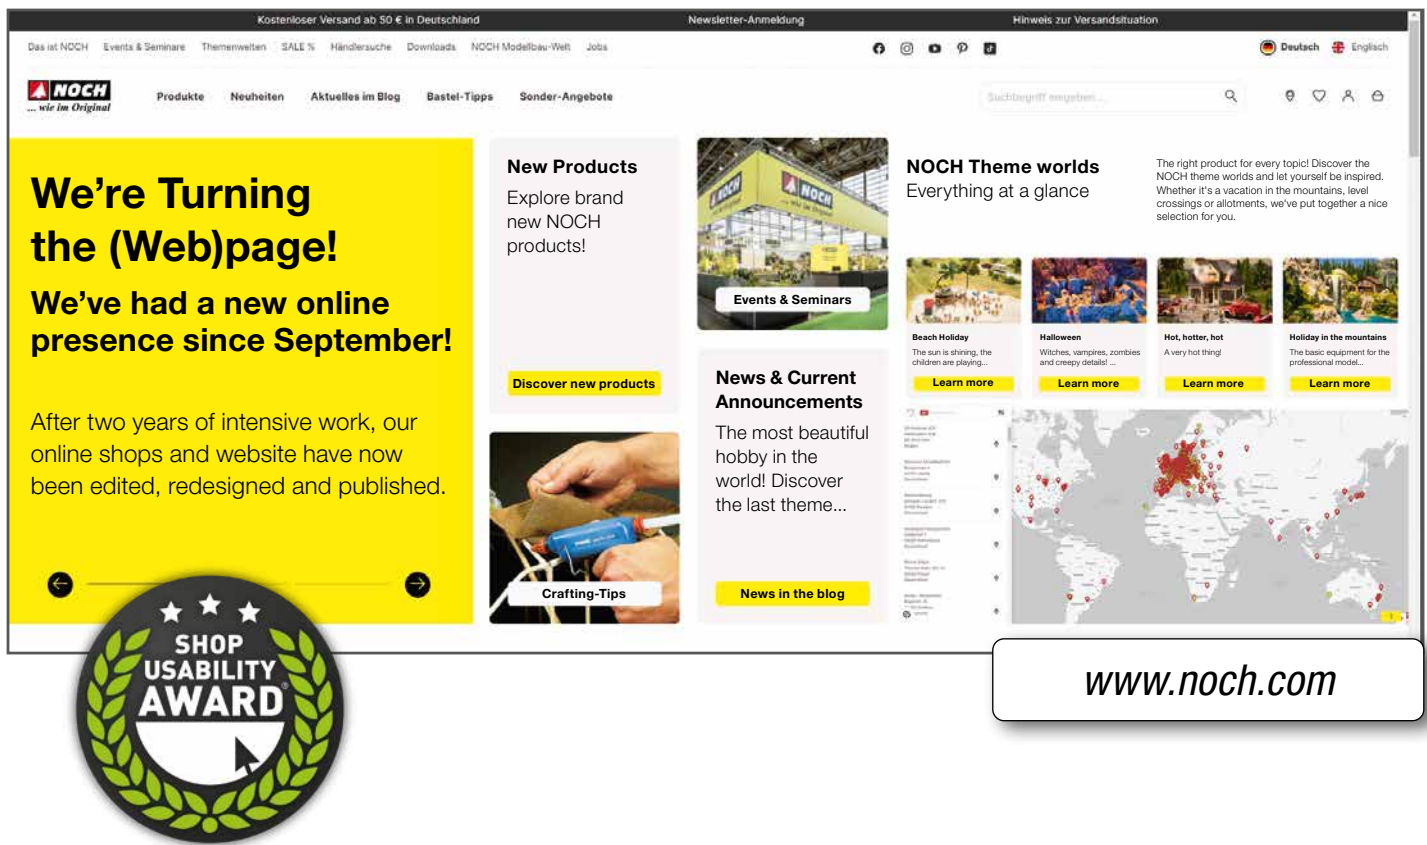 Kostenloser Versand ab 50 € in Deutschland
Newsletter-Anmeldung
Hinweis zur Versandsituation
Das ist NOCH Events & Seminare Themenwelten SALE % Händlersuche Downloads NOCH Modellbau-Welt Jobs
Deutsch Englisch
NOCH
... wie im Original
Produkte Neuheiten Aktuelles im Blog Bastel-Tipps Sonder-Angebote
Suchbegriff eingeben ...
We're Turning
the (Web)page!
We've had a new online
presence since September!
After two years of intensive work, our
online shops and website have now
been edited, redesigned and published.
New Products
Explore brand
new NOCH
products!
Discover new products
Crafting-Tips
NOCH
NOCH
... wie im Original
Events & Seminars
News & Current
Announcements
The most beautiful
hobby in the
world! Discover
the last theme...
News in the blog
NOCH Theme worlds
Everything at a glance
The right product for every topic! Discover the
NOCH theme worlds and let yourself be inspired.
Whether it's a vacation in the mountains, level
crossings or allotments, we've put together a nice
selection for you.
Beach Holiday
The sun is shining, the
children are playing...
Learn more
Halloween
Witches, vampires, zombies
and creepy details! ...
Learn more
Hot, hotter, hot
A very hot thing!
Learn more
Holiday in the mountains
The basic equipment for the
professional model...
Learn more
SHOP
USABILITY
AWARD®
www.noch.com